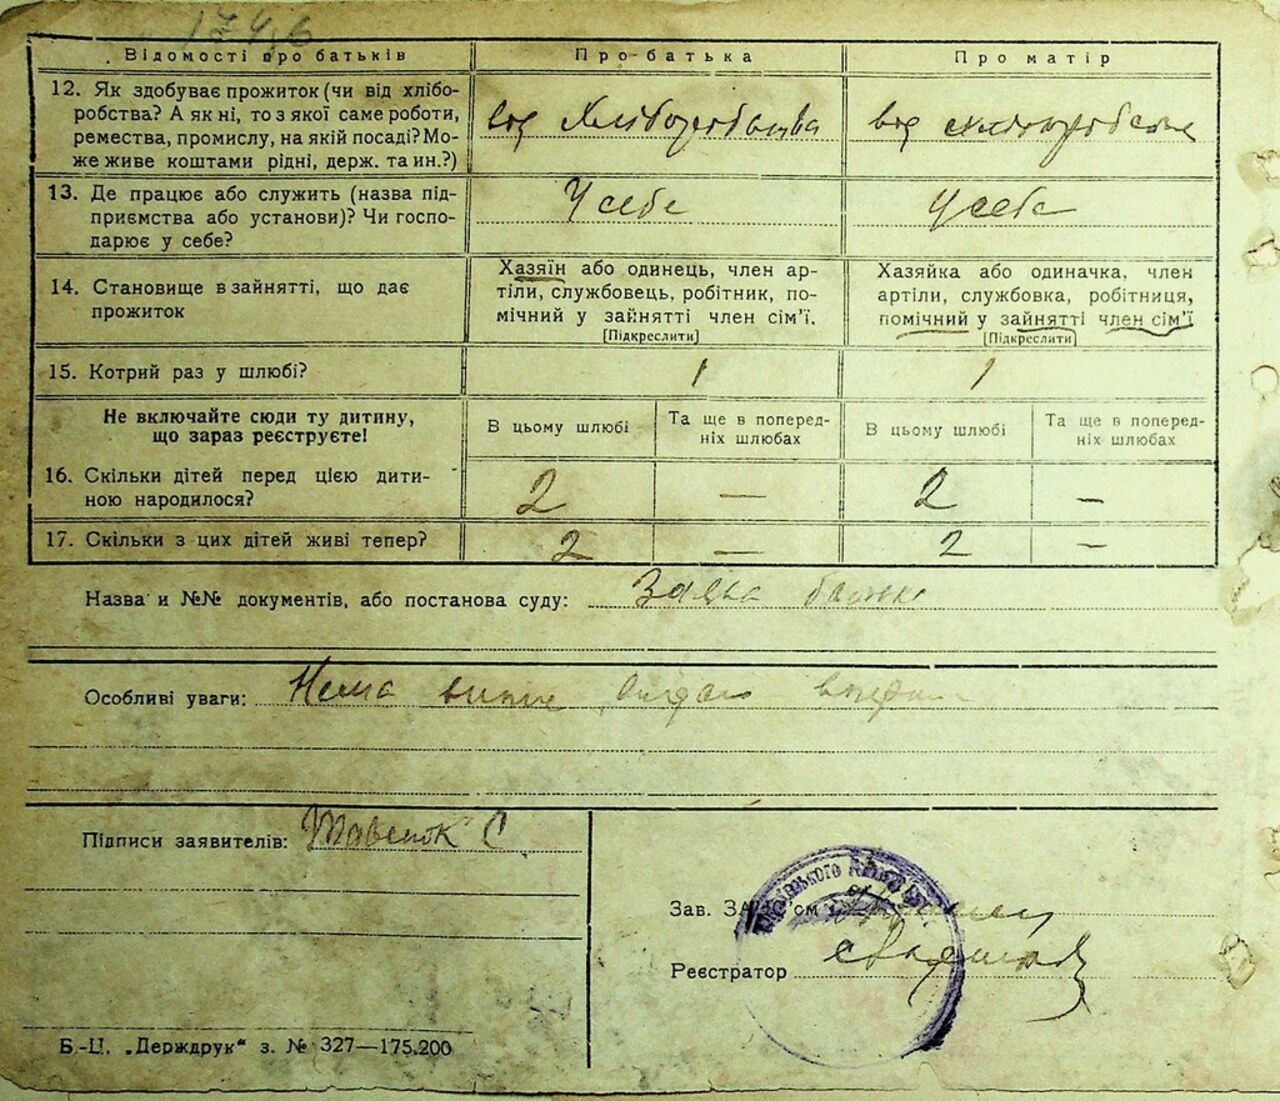 Відомості про батьків Про батька Про матір
12. Як здобуває прожиток (чи від хлібо-
робства? А як ні, то з якої саме роботи,
ремества, промислу, на якій посаді? Мо-
же живе коштами рідні, держ. та ин.?)
від Хліборобства від хліборобства
13. Де працює або служить (назва під-
приємства або установи)? Чи госпо-
дарює у себе?
У себе У себе
14. Становище в зайнятті, що дає
прожиток
Хазяїн або одинець, член ар-
тіли, службовець, робітник, по-
мічний у зайнятті член сім'ї.
[Підкреслити]
Хазяйка або одиначка, член
артіли, службовка, робітниця,
помічний у зайнятті член сім'ї
[Підкреслити]
15. Котрий раз у шлюбі? 1 1
Не включайте сюди ту дитину,
що зараз реєструєте!
В цьому шлюбі
Та ще в поперед-
ніх шлюбах
В цьому шлюбі
Та ще в поперед-
ніх шлюбах
16. Скільки дітей перед цією дити-
ною народилося?
2 — 2 —
17. Скільки з цих дітей живі тепер? 2 — 2 —
Назва и №№ документів, або постанова суду: Заява батька
Особливі уваги: Нема
Підписи заявителів:
Зав. ЗАГС'ом
Реєстратор
Б.-Ц. „Держдрук" з. № 327—175.200